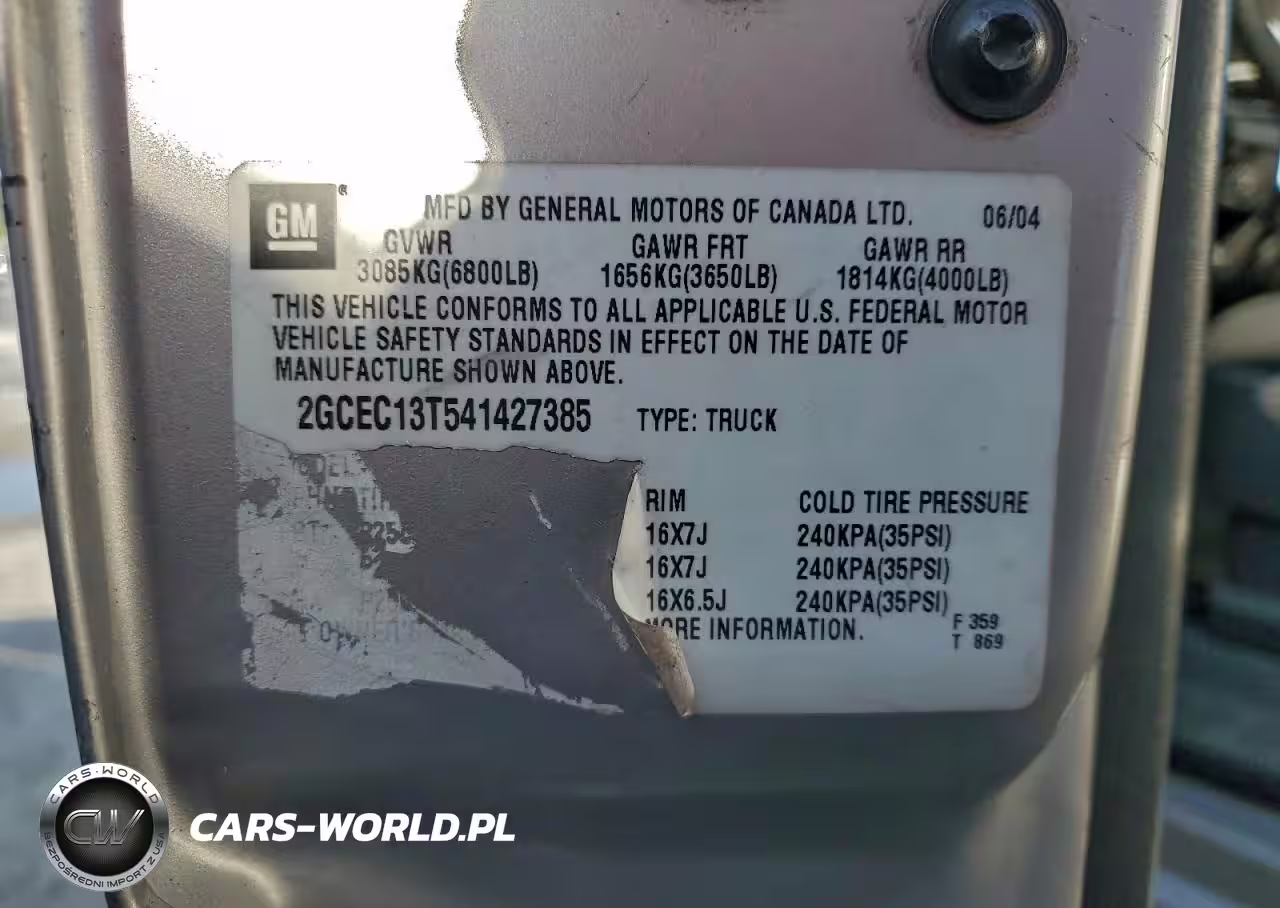 GM
MFD BY GENERAL MOTORS OF CANADA LTD. 06/04
GVWR GAWR FRT GAWR RR
3085KG(6800LB) 1656KG(3650LB) 1814KG(4000LB)
THIS VEHICLE CONFORMS TO ALL APPLICABLE U.S. FEDERAL MOTOR
VEHICLE SAFETY STANDARDS IN EFFECT ON THE DATE OF
MANUFACTURE SHOWN ABOVE.
2GCEC13T541427385 TYPE: TRUCK
RIM COLD TIRE PRESSURE
16X7J 240KPA(35PSI)
16X7J 240KPA(35PSI)
16X6.5J 240KPA(35PSI)
MORE INFORMATION.
F 359
T 869
CARS-WORLD
CW
BEZPOŚREDNI IMPORT Z USA
CARS-WORLD.PL